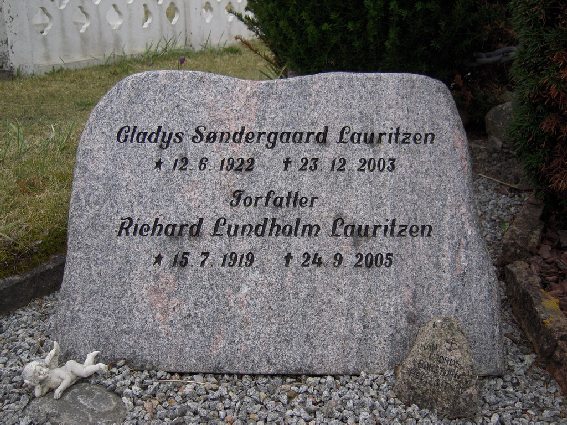 Gladys Søndergaard Lauritzen
* 12. 6. 1922 † 23. 12. 2003
Forfatter
Richard Lundholm Lauritzen
* 15. 7. 1919 † 24. 9. 2005